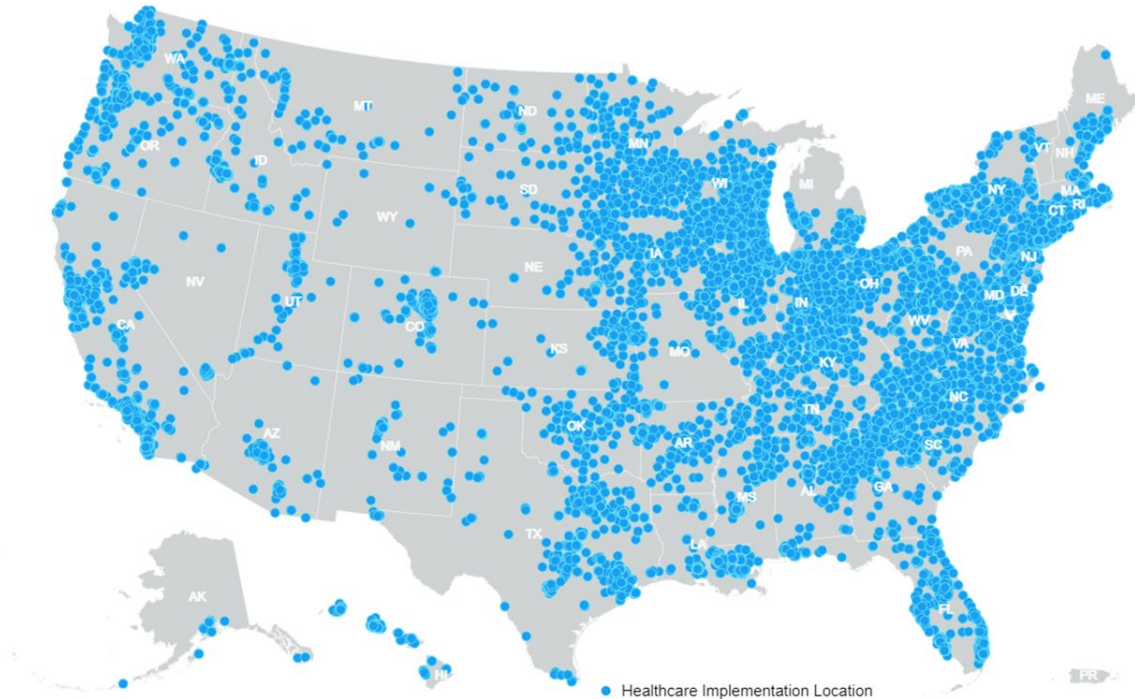 WA
ME
MT
ND
VT
OR
MN
NH
ID
WI
MI
NY
MA
SD
CT
RI
WY
IA
PA
NE
NJ
OH
MD
DE
NV
UT
IL
IN
WV
CA
CO
KS
MO
KY
VA
NC
TN
AZ
OK
NM
AR
SC
MS
AL
GA
TX
LA
AK
FL
HI
PR
Healthcare Implementation Location